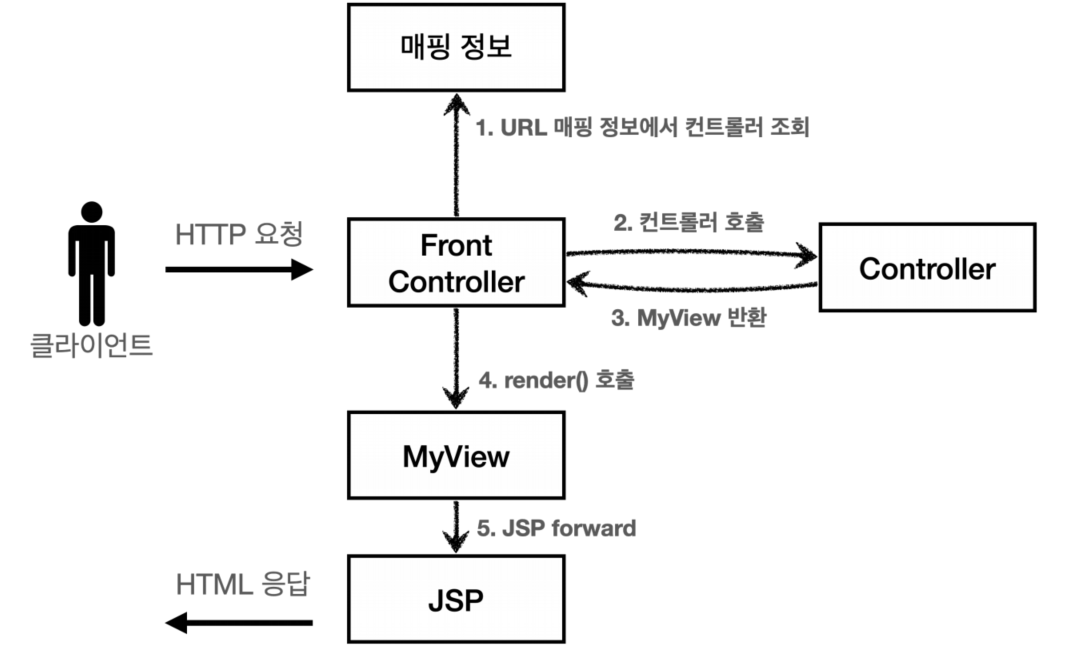 매핑 정보
1. URL 매핑 정보에서 컨트롤러 조회
HTTP 요청
클라이언트
Front
Controller
2. 컨트롤러 호출
3. MyView 반환
Controller
4. render() 호출
MyView
5. JSP forward
HTML 응답
JSP